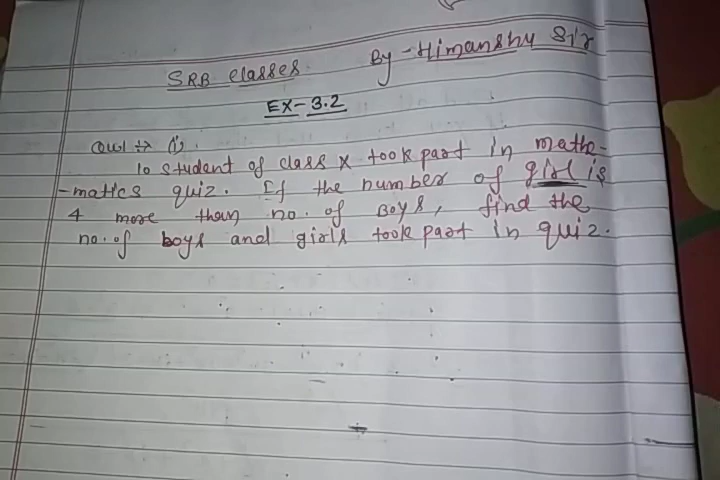 By - Himanshu Sir
SRB classes.
EX- 3.2
Que1 → (i).
10 student of class X took part in mathe-
-matics quiz. If the number of girl is
4 more than no. of Boys, find the
no. of boys and girls took part in quiz.